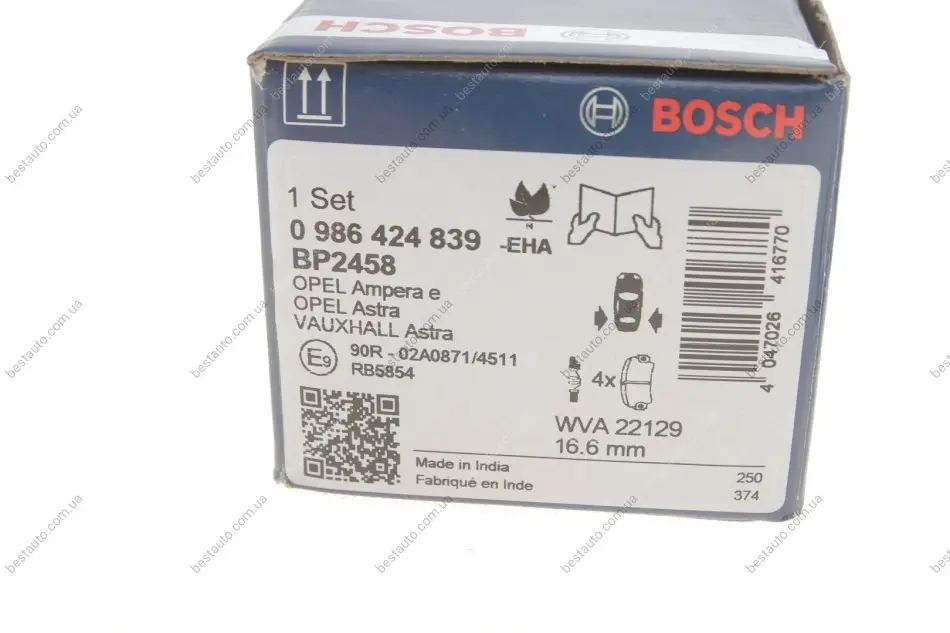 BOSCH
BOSCH
1 Set
0 986 424 839
-EHA
BP2458
OPEL Ampera e
OPEL Astra
VAUXHALL Astra
E9
90R - 02A0871/4511
RB5854
N
4x
WVA 22129
16.6 mm
4 047026 416770
Made in India
Fabriqué en Inde
250
374
bestauto.com.ua